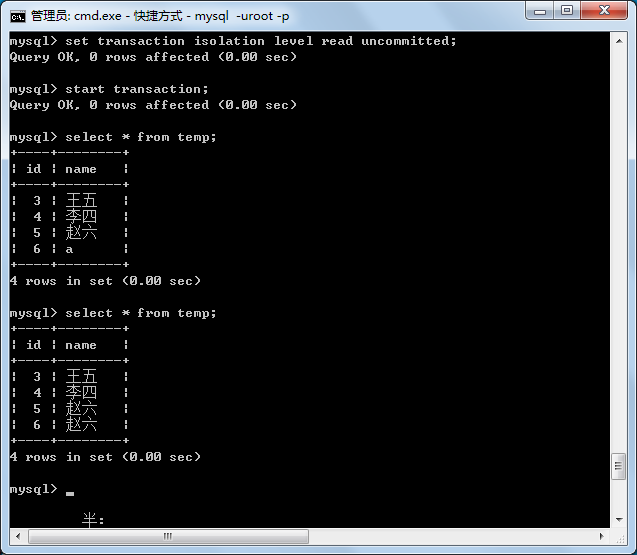 管理员: cmd.exe - 快捷方式 - mysql  -uroot -p
mysql> set transaction isolation level read uncommitted;
Query OK, 0 rows affected (0.00 sec)
mysql> start transaction;
Query OK, 0 rows affected (0.00 sec)
mysql> select * from temp;
+----+--------+
¦ id ¦ name   ¦
+----+--------+
¦  3 ¦ 王五   ¦
¦  4 ¦ 李四   ¦
¦  5 ¦ 赵六   ¦
¦  6 ¦ a      ¦
+----+--------+
4 rows in set (0.00 sec)
mysql> select * from temp;
+----+--------+
¦ id ¦ name   ¦
+----+--------+
¦  3 ¦ 王五   ¦
¦  4 ¦ 李四   ¦
¦  5 ¦ 赵六   ¦
¦  6 ¦ 赵六   ¦
+----+--------+
4 rows in set (0.00 sec)
mysql> _
半: